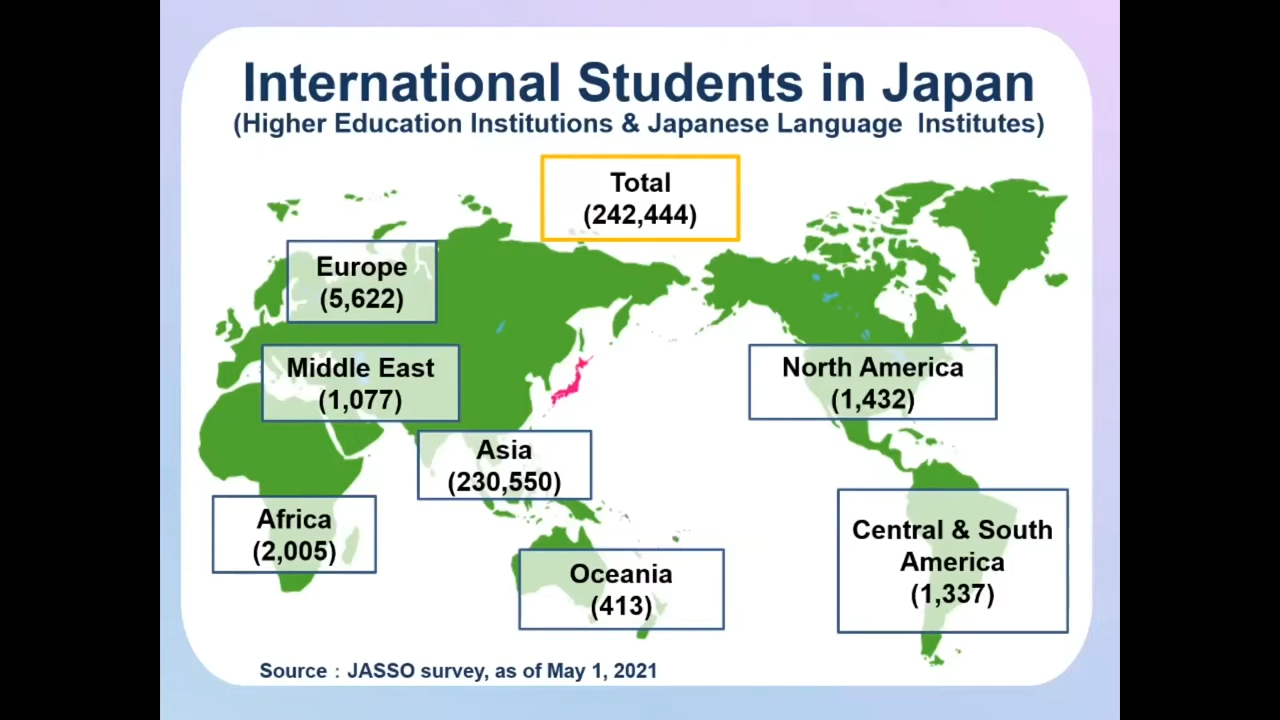 International Students in Japan
(Higher Education Institutions & Japanese Language Institutes)
Total
(242,444)
Europe
(5,622)
Middle East
(1,077)
North America
(1,432)
Asia
(230,550)
Africa
(2,005)
Central & South
America
(1,337)
Oceania
(413)
Source : JASSO survey, as of May 1, 2021